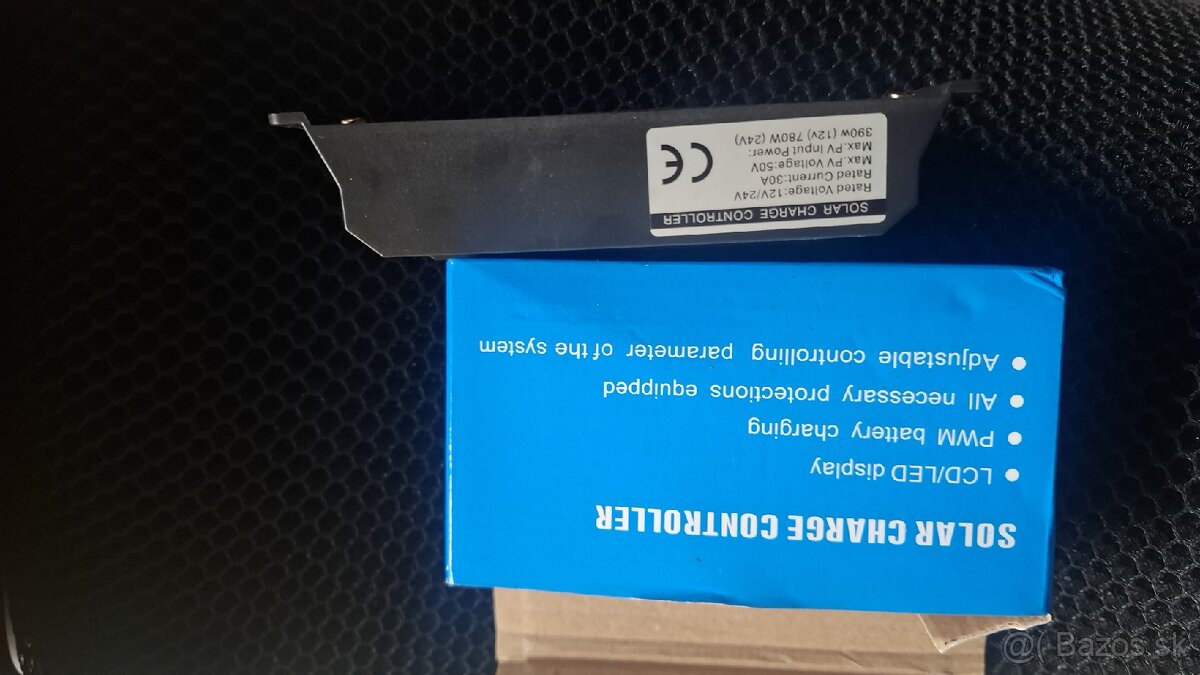 SOLAR CHARGE CONTROLLER
Rated Voltage:12V/24V
Rated Current:30A
Max.PV Voltage:50V
Max.PV Input Power:
390w (12v) 780W (24V)
CE
SOLAR CHARGE CONTROLLER
● LCD/LED display
● PWM battery charging
● All necessary protections equipped
● Adjustable controlling parameter of the system
@( Bazos.sk